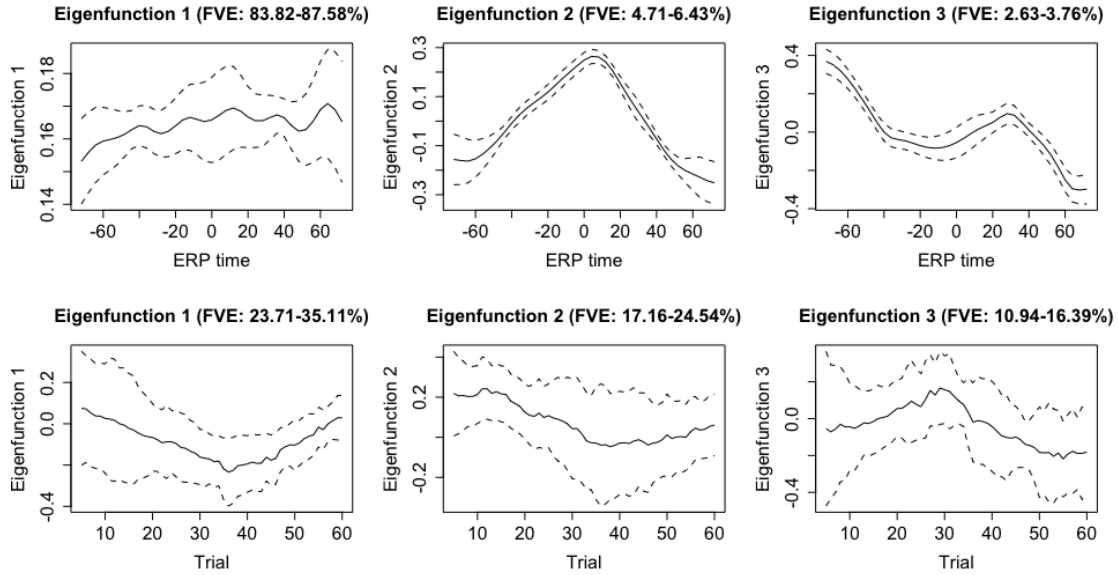 Eigenfunction 1 (FVE: 83.82-87.58%)
Eigenfunction 1
0.14 0.16 0.18
-60 -20 0 20 40 60
ERP time
Eigenfunction 2 (FVE: 4.71-6.43%)
Eigenfunction 2
-0.3 -0.1 0.1 0.3
-60 -20 0 20 40 60
ERP time
Eigenfunction 3 (FVE: 2.63-3.76%)
Eigenfunction 3
-0.4 0.0 0.4
-60 -20 0 20 40 60
ERP time
Eigenfunction 1 (FVE: 23.71-35.11%)
Eigenfunction 1
-0.4 0.0 0.2
10 20 30 40 50 60
Trial
Eigenfunction 2 (FVE: 17.16-24.54%)
Eigenfunction 2
-0.2 0.2
10 20 30 40 50 60
Trial
Eigenfunction 3 (FVE: 10.94-16.39%)
Eigenfunction 3
-0.4 0.0
10 20 30 40 50 60
Trial